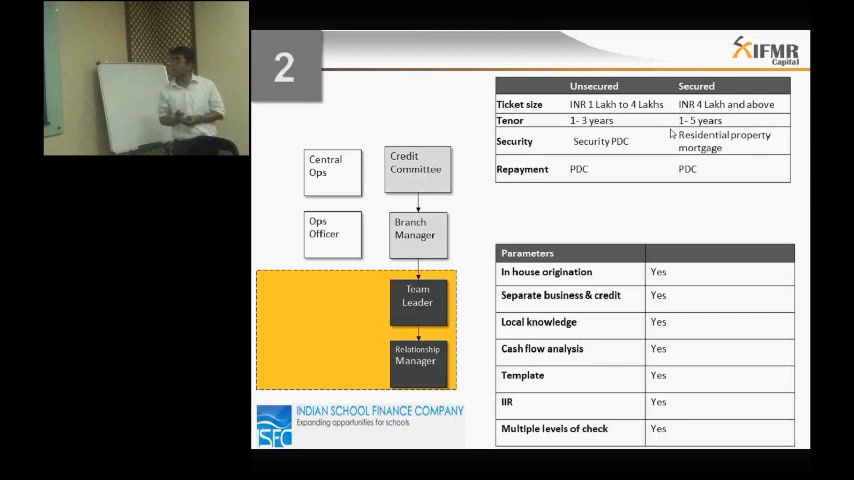 2
IFMR
Capital
Unsecured Secured
Ticket size INR 1 Lakh to 4 Lakhs INR 4 Lakh and above
Tenor 1- 3 years 1- 5 years
Security Security PDC Residential property
mortgage
Repayment PDC PDC
Central
Ops
Credit
Committee
Ops
Officer
Branch
Manager
Team
Leader
Relationship
Manager
Parameters
In house origination Yes
Separate business & credit Yes
Local knowledge Yes
Cash flow analysis Yes
Template Yes
IIR Yes
Multiple levels of check Yes
ISFC
INDIAN SCHOOL FINANCE COMPANY
Expanding opportunities for schools